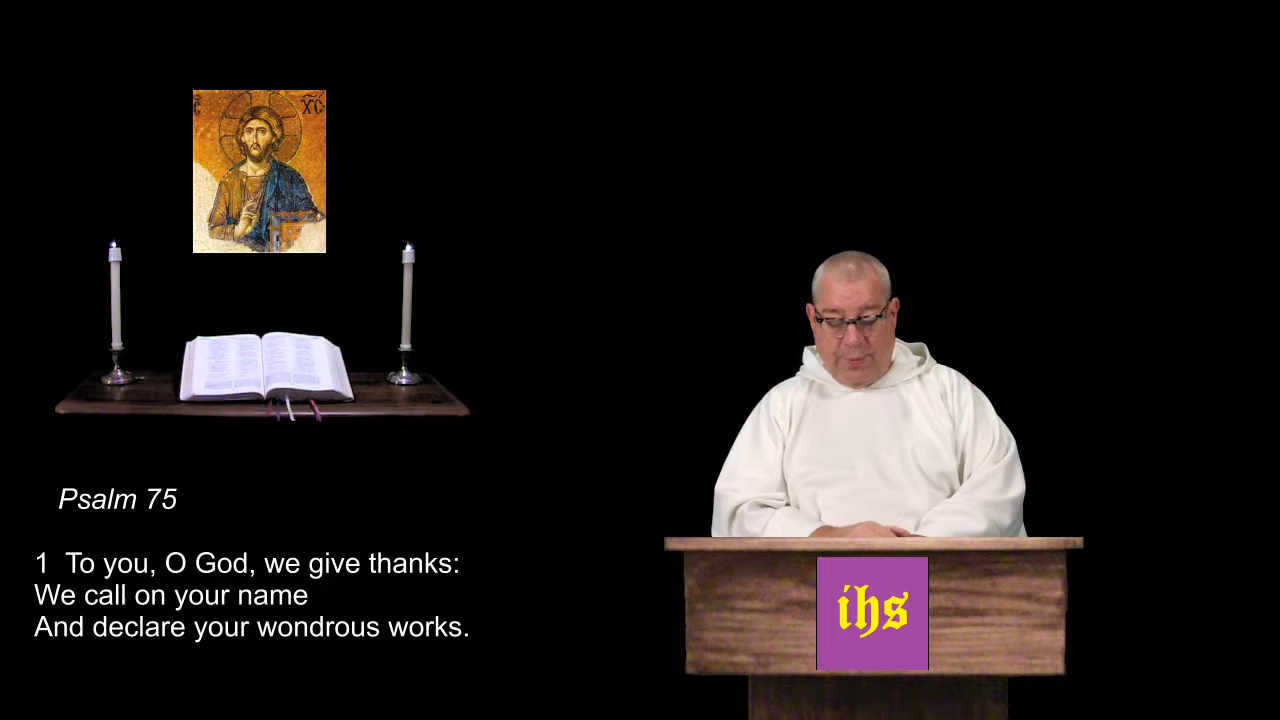 C XC
Psalm 75
1 To you, O God, we give thanks:
We call on your name
And declare your wondrous works.
ihs